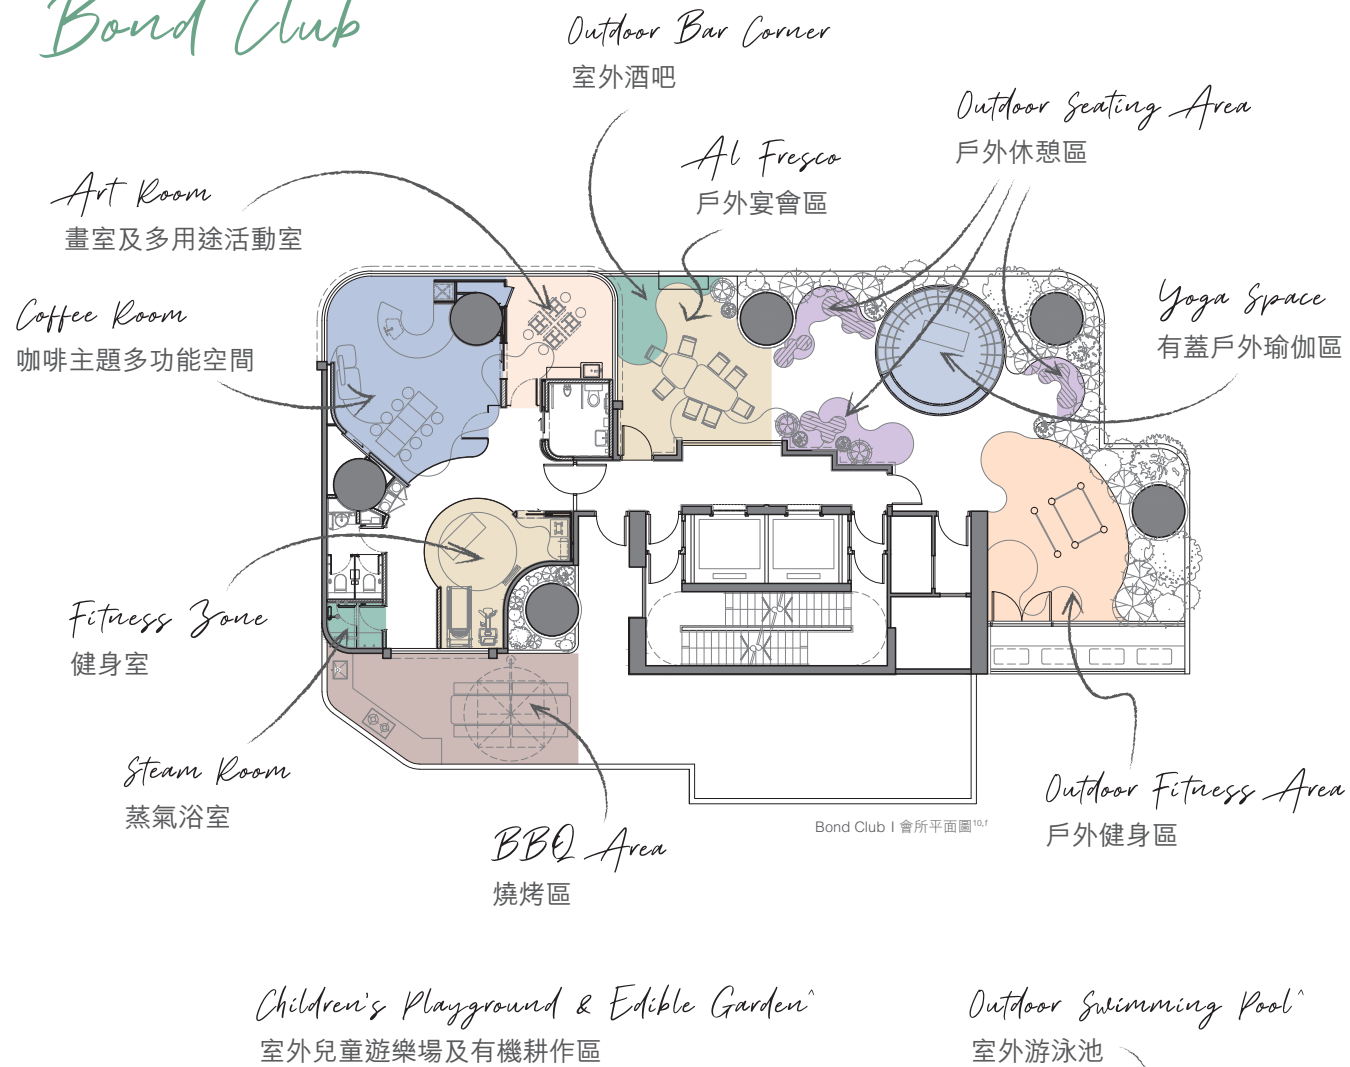 Bond Club
Outdoor Bar Corner
室外酒吧
Outdoor Seating Area
戶外休憩區
Al Fresco
戶外宴會區
Art Room
畫室及多用途活動室
Coffee Room
咖啡主題多功能空間
Yoga Space
有蓋戶外瑜伽區
Fitness Zone
健身室
Steam Room
蒸氣浴室
BBQ Area
燒烤區
Outdoor Fitness Area
戶外健身區
Bond Club I 會所平面圖10,f
Children's Playground & Edible Garden^
室外兒童遊樂場及有機耕作區
Outdoor Swimming Pool^
室外游泳池